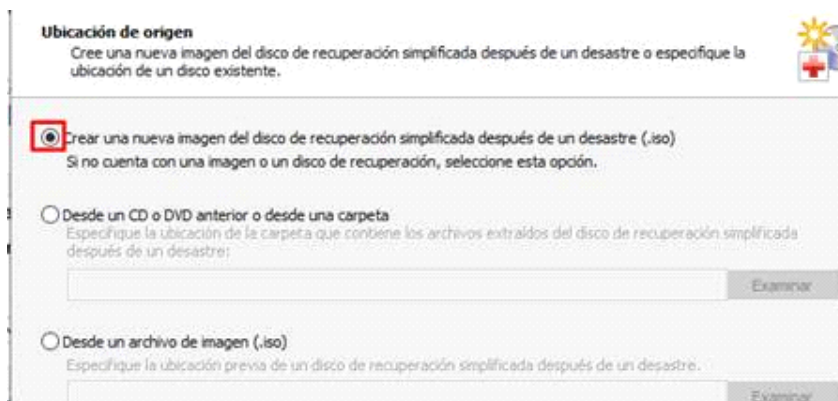 Ubicación de origen
Cree una nueva imagen del disco de recuperación simplificada después de un desastre o especifique la
ubicación de un disco existente.
Crear una nueva imagen del disco de recuperación simplificada después de un desastre (.iso)
Si no cuenta con una imagen o un disco de recuperación, seleccione esta opción.
Desde un CD o DVD anterior o desde una carpeta
Especifique la ubicación de la carpeta que contiene los archivos extraídos del disco de recuperación simplificada
después de un desastre:
Examinar
Desde un archivo de imagen (.iso)
Especifique la ubicación previa de un disco de recuperación simplificada después de un desastre.
Examinar